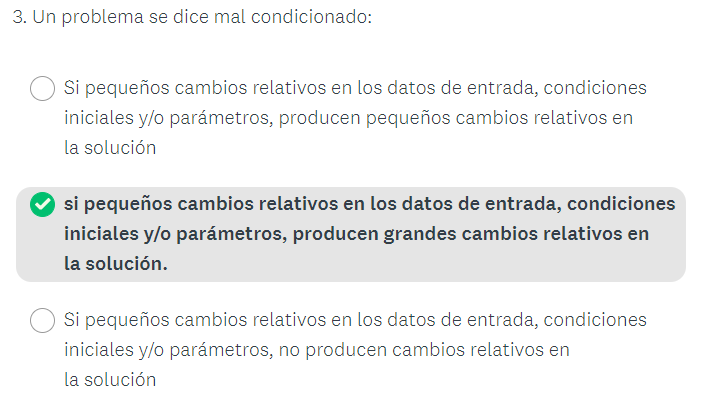 3. Un problema se dice mal condicionado:
Si pequeños cambios relativos en los datos de entrada, condiciones
iniciales y/o parámetros, producen pequeños cambios relativos en
la solución
si pequeños cambios relativos en los datos de entrada, condiciones
iniciales y/o parámetros, producen grandes cambios relativos en
la solución.
Si pequeños cambios relativos en los datos de entrada, condiciones
iniciales y/o parámetros, no producen cambios relativos en
la solución